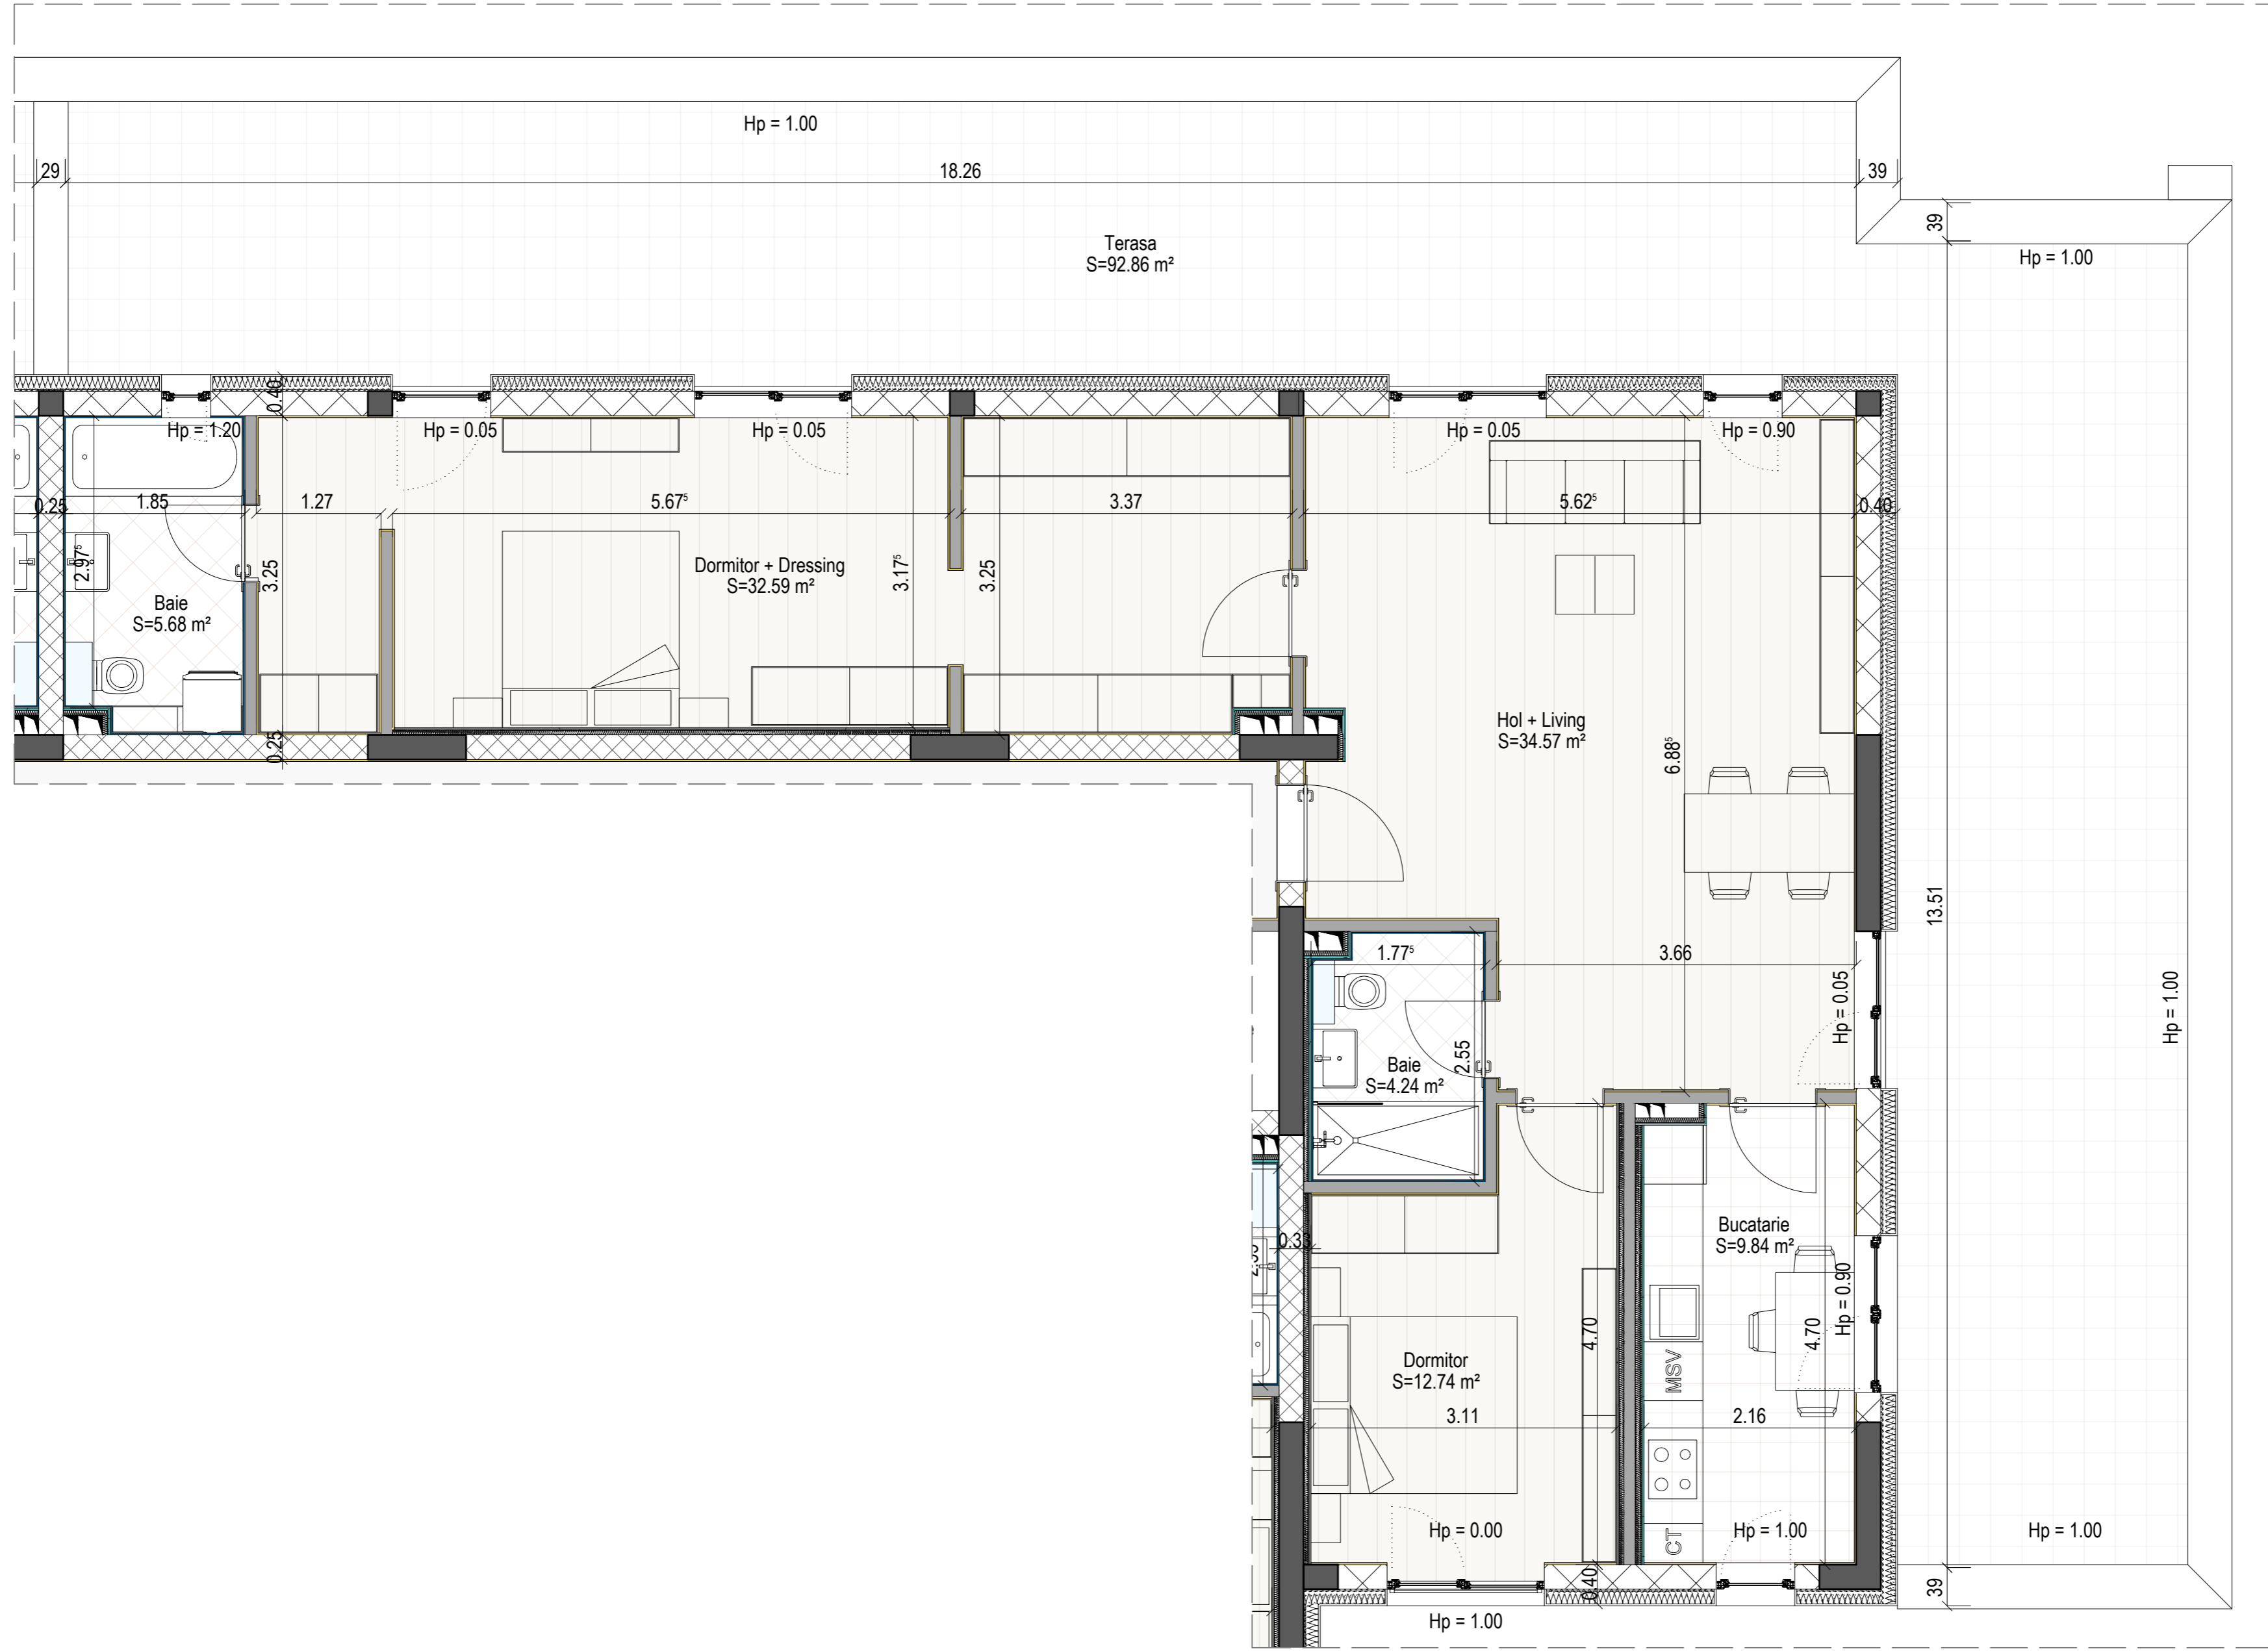 Hp = 1.00
29
18.26
39
39
Terasa
S=92.86 m²
Hp = 1.00
0.40
Hp = 1.20
Hp = 0.05
Hp = 0.05
Hp = 0.05
Hp = 0.90
0.25
1.85
1.27
5.67⁵
3.37
5.62⁵
0.40
2.97⁵
3.25
Dormitor + Dressing
S=32.59 m²
3.17⁵
3.25
Baie
S=5.68 m²
Hol + Living
S=34.57 m²
0.25
6.88⁵
13.51
1.77⁵
3.66
Hp = 0.05
Hp = 1.00
Baie
S=4.24 m²
2.55
0.33
Bucatarie
S=9.84 m²
Hp = 0.90
4.70
4.70
MSV
Dormitor
S=12.74 m²
3.11
2.16
Hp = 0.00
CT
Hp = 1.00
Hp = 1.00
0.40
39
Hp = 1.00